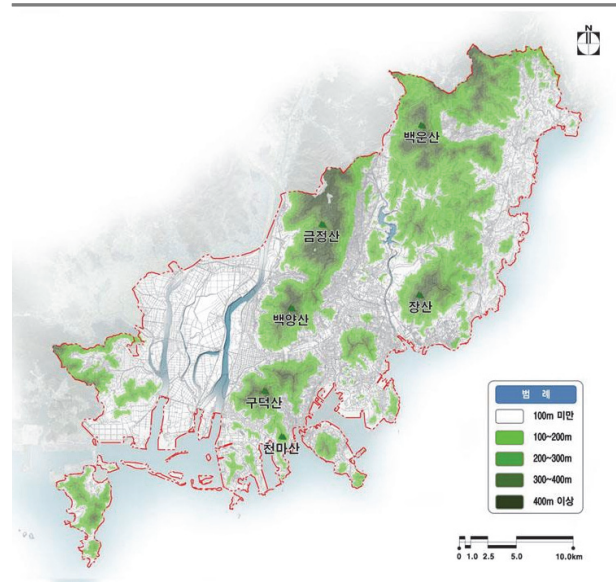 N
백운산
금정산
장산
백양산
구덕산
천마산
범 례
100m 미만
100~200m
200~300m
300~400m
400m 이상
0 1.0 2.5 5.0 10.0km